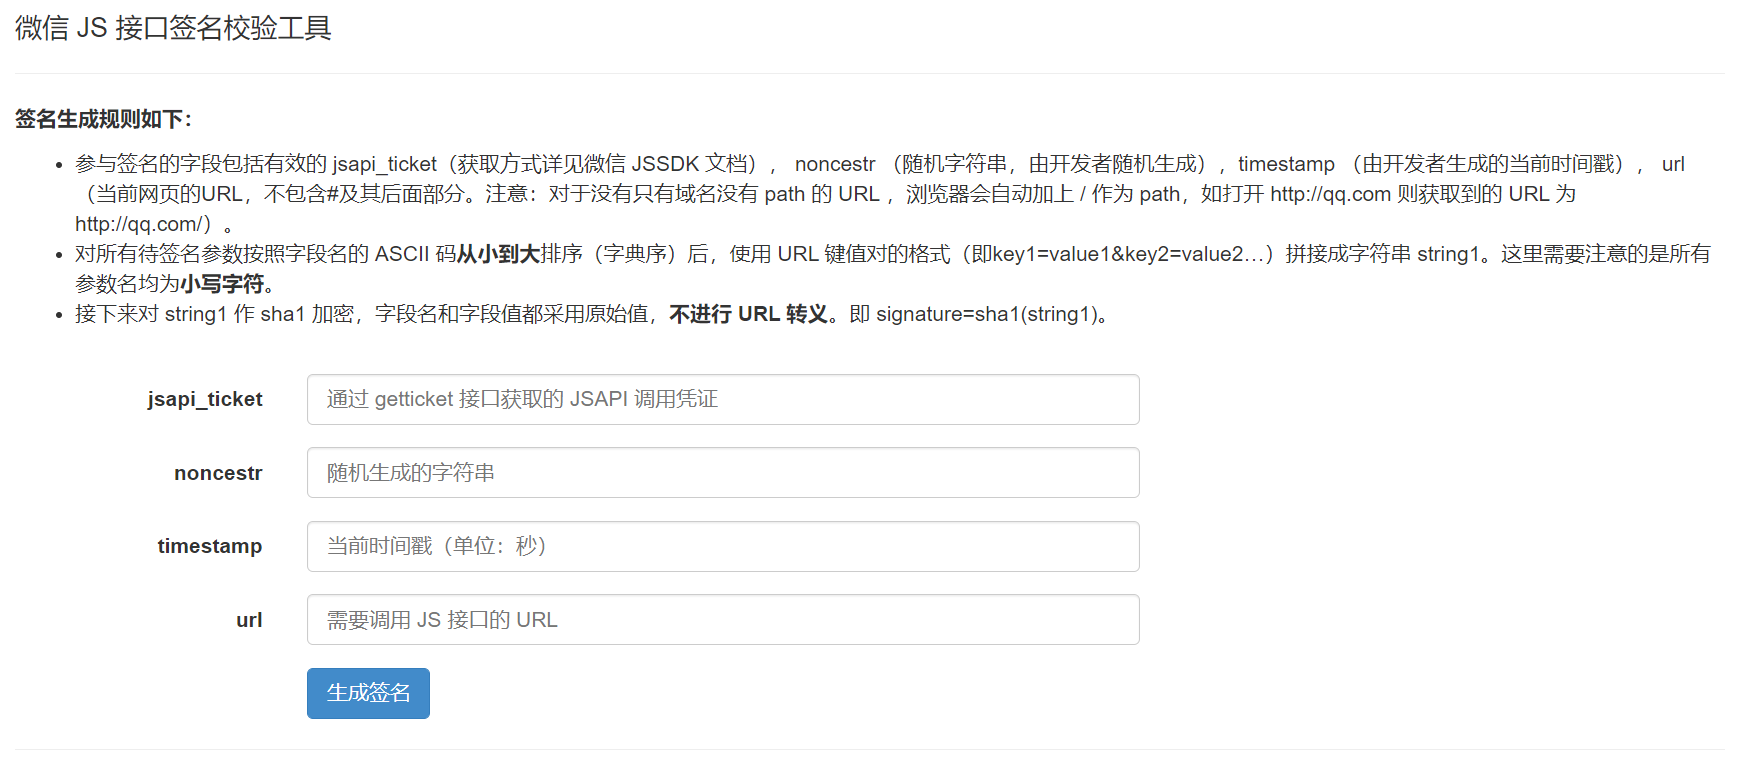 微信 JS 接口签名校验工具
签名生成规则如下：
参与签名的字段包括有效的 jsapi_ticket（获取方式详见微信 JSSDK 文档）， noncestr （随机字符串，由开发者随机生成），timestamp （由开发者生成的当前时间戳）， url
（当前网页的URL，不包含#及其后面部分。注意：对于没有只有域名没有 path 的 URL ，浏览器会自动加上 / 作为 path，如打开 http://qq.com 则获取到的 URL 为
http://qq.com/）。
对所有待签名参数按照字段名的 ASCII 码从小到大排序（字典序）后，使用 URL 键值对的格式（即key1=value1&key2=value2…）拼接成字符串 string1。这里需要注意的是所有
参数名均为小写字符。
接下来对 string1 作 sha1 加密，字段名和字段值都采用原始值，不进行 URL 转义。即 signature=sha1(string1)。
jsapi_ticket 通过 getticket 接口获取的 JSAPI 调用凭证
noncestr 随机生成的字符串
timestamp 当前时间戳（单位：秒）
url 需要调用 JS 接口的 URL
生成签名